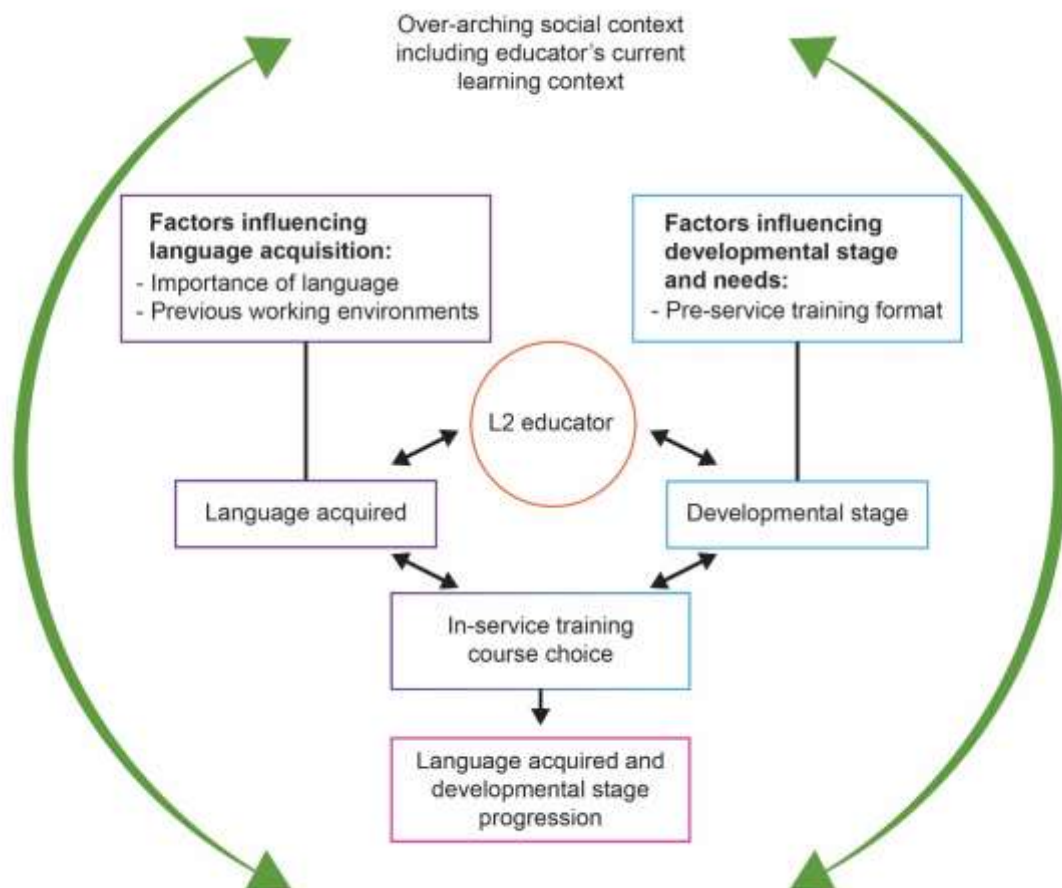 Over-arching social context
including educator's current
learning context
Factors influencing
language acquisition:
- Importance of language
- Previous working environments
Factors influencing
developmental stage
and needs:
- Pre-service training format
L2 educator
Language acquired
Developmental stage
In-service training
course choice
Language acquired and
developmental stage
progression